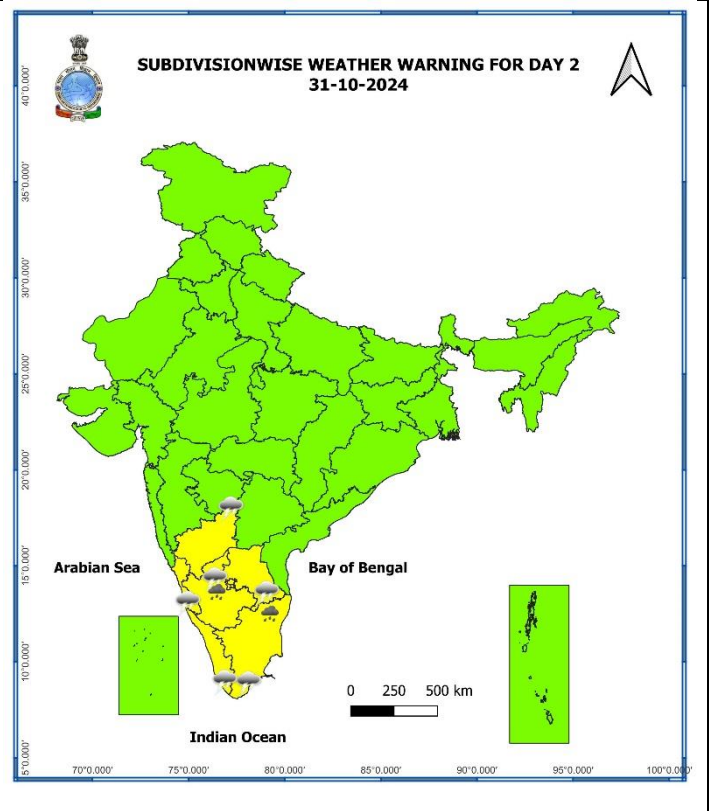 SUBDIVISIONWISE WEATHER WARNING FOR DAY 2
31-10-2024
40°0.000'
35°0.000'
30°0.000'
25°0.000'
20°0.000'
15°0.000'
10°0.000'
5°0.000'
Arabian Sea
Bay of Bengal
0 250 500 km
Indian Ocean
70°0.000' 75°0.000' 80°0.000' 85°0.000' 90°0.000' 95°0.000' 100°0.000'